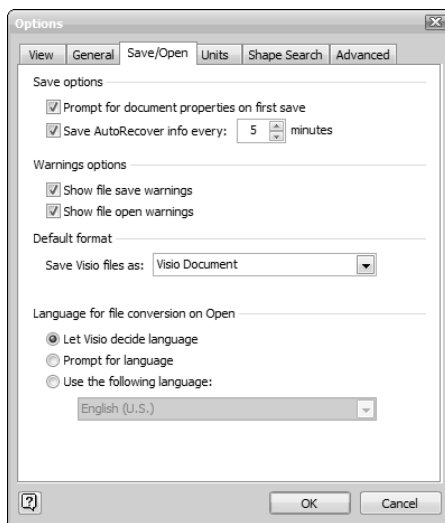 Options
View General Save/Open Units Shape Search Advanced
Save options
Prompt for document properties on first save
Save AutoRecover info every: 5 minutes
Warnings options
Show file save warnings
Show file open warnings
Default format
Save Visio files as: Visio Document
Language for file conversion on Open
Let Visio decide language
Prompt for language
Use the following language:
English (U.S.)
? OK Cancel